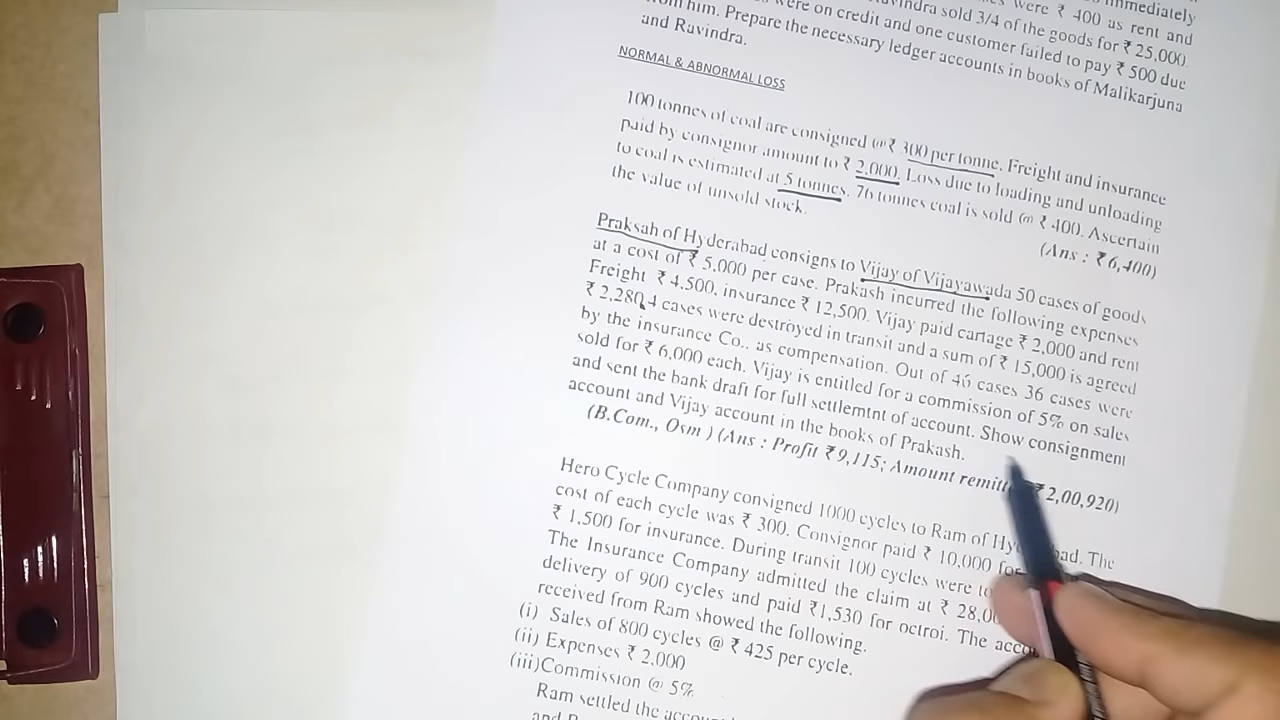 immediately
were ₹ 400 as rent and
sold 3/4 of the goods for ₹ 25,000.
were on credit and one customer failed to pay ₹ 500 due
from him. Prepare the necessary ledger accounts in books of Malikarjuna
and Ravindra.
NORMAL & ABNORMAL LOSS
100 tonnes of coal are consigned @ ₹ 300 per tonne. Freight and insurance
paid by consignor amount to ₹ 2,000. Loss due to loading and unloading
to coal is estimated at 5 tonnes. 76 tonnes coal is sold @ ₹ 400. Ascertain
the value of unsold stock.
(Ans : ₹ 6,400)
Praksah of Hyderabad consigns to Vijay of Vijayawada 50 cases of goods
at a cost of ₹ 5,000 per case. Prakash incurred the following expenses
Freight ₹ 4,500, insurance ₹ 12,500. Vijay paid cartage ₹ 2,000 and rent
₹ 2,280 4 cases were destroyed in transit and a sum of ₹ 15,000 is agreed
by the insurance Co., as compensation. Out of 46 cases 36 cases were
sold for ₹ 6,000 each. Vijay is entitled for a commission of 5% on sales
and sent the bank draft for full settlemtnt of account. Show consignment
account and Vijay account in the books of Prakash.
(B.Com., Osm ) (Ans : Profit ₹ 9,115; Amount ₹ 2,00,920)
Hero Cycle Company consigned 1000 cycles to Ram of The
cost of each cycle was ₹ 300. Consignor paid ₹ 10,000 for
₹ 1,500 for insurance. During transit 100 cycles were
The Insurance Company admitted the claim at ₹
delivery of 900 cycles and paid ₹1,530 for octroi. The
received from Ram showed the following.
(i) Sales of 800 cycles @ ₹ 425 per cycle.
(ii) Expenses ₹ 2,000
(iii)Commission @ 5%
Ram settled the